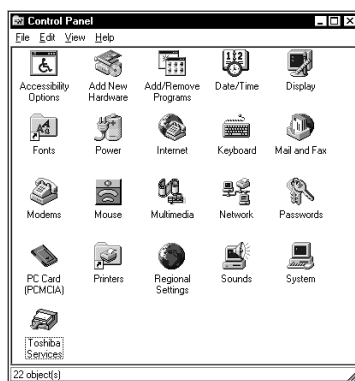 Control Panel
File Edit View Help
Accessibility Options
Add New Hardware
Add/Remove Programs
Date/Time
Display
Fonts
Power
Internet
Keyboard
Mail and Fax
Modems
Mouse
Multimedia
Network
Passwords
PC Card (PCMCIA)
Printers
Regional Settings
Sounds
System
Toshiba Services
22 object(s)